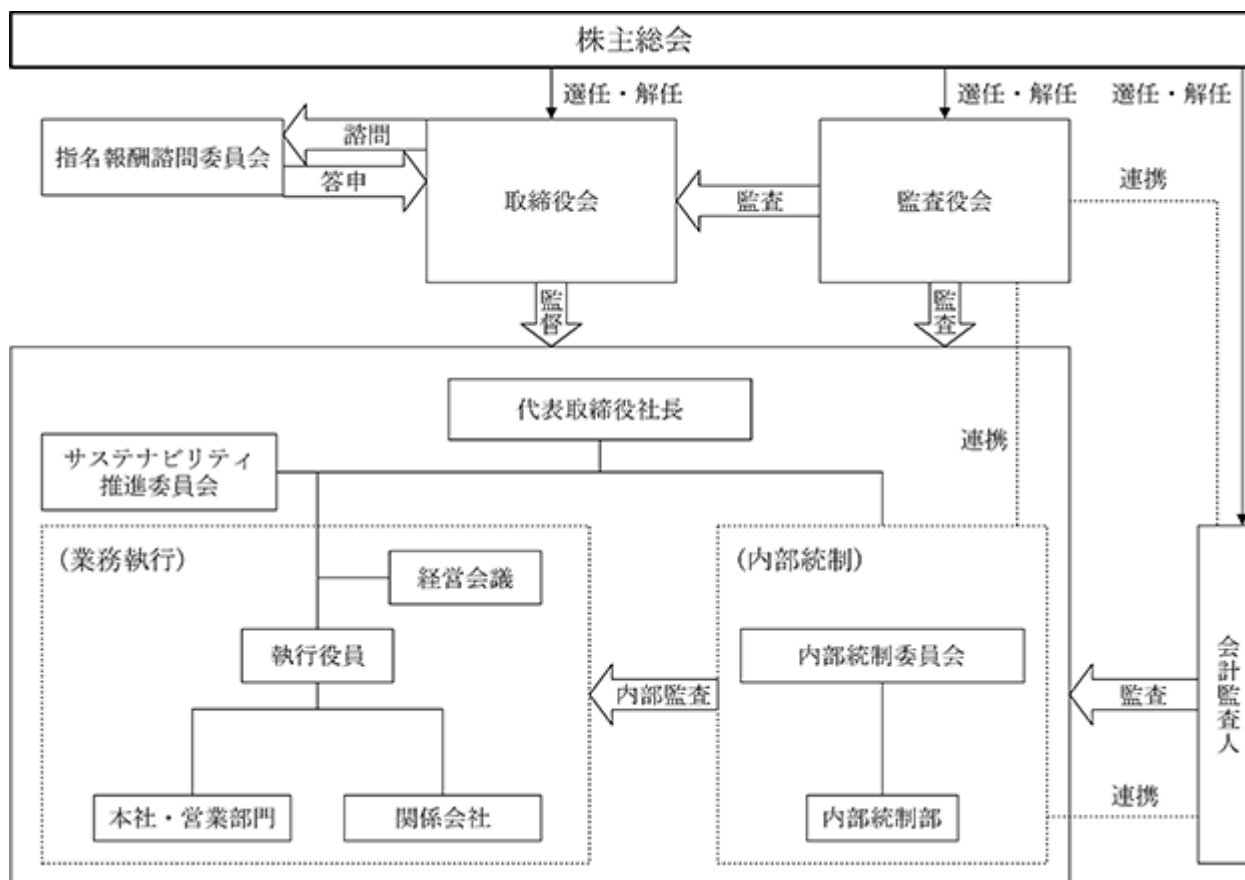 株主総会
選任・解任
選任・解任
選任・解任
指名報酬諮問委員会
諮問
答申
取締役会
監査
監査役会
連携
監督
監査
代表取締役社長
連携
サステナビリティ
推進委員会
(業務執行)
経営会議
執行役員
本社・営業部門
関係会社
内部監査
(内部統制)
内部統制委員会
内部統制部
監査
連携
会計監査人